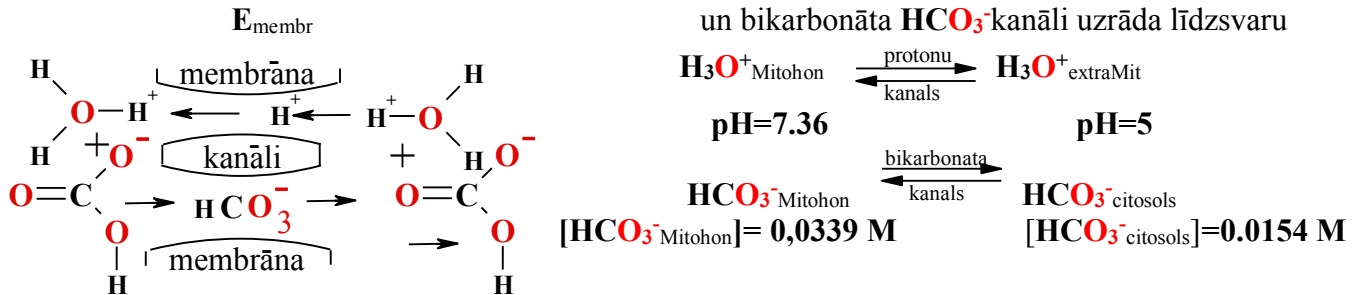 E membr
un bikarbonāta HCO₃⁻ kanāli uzrāda līdzsvaru
H
H
membrāna
protonu
H₃O⁺Mitohon
H₃O⁺extraMit
kanals
O—H⁺
H⁺
H⁺—O
H
+
H
pH=7.36
pH=5
O⁻
kanāli
+
O⁻
bikarbonata
kanals
O=C
HCO₃⁻
O=C
HCO₃⁻Mitohon
HCO₃⁻citosols
O
O
[HCO₃⁻Mitohon]= 0,0339 M
[HCO₃⁻citosols]=0.0154 M
membrāna
H
H